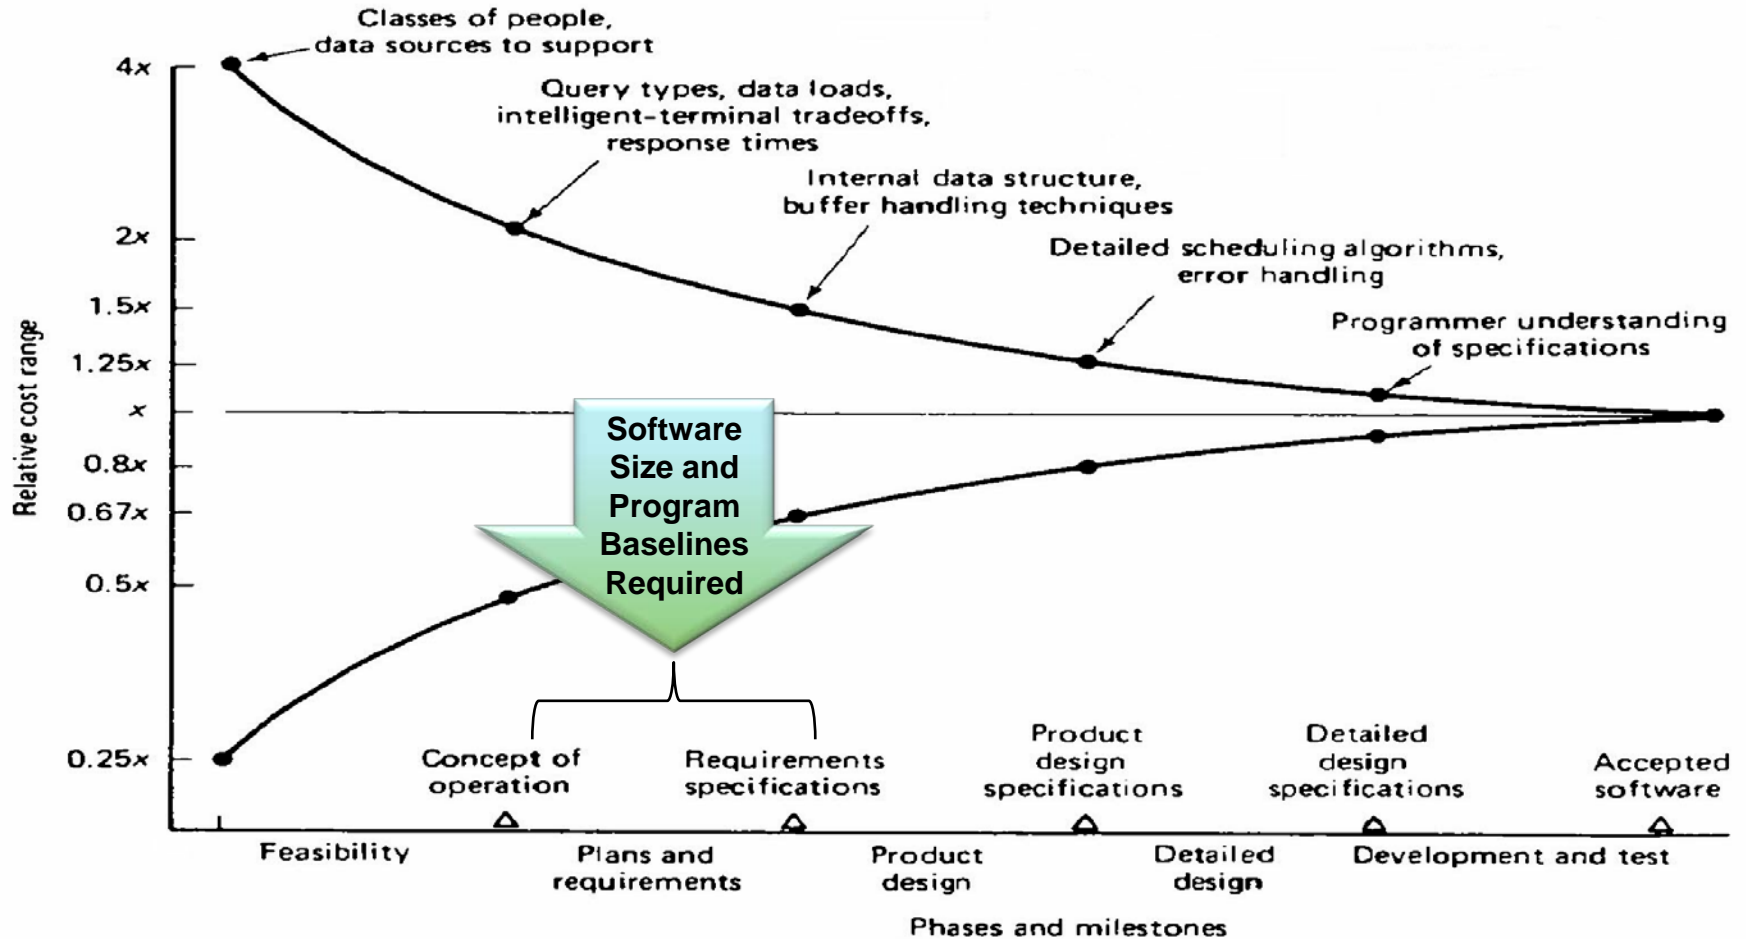 Classes of people,
data sources to support
4x
Query types, data loads,
intelligent-terminal tradeoffs,
response times
Internal data structure,
buffer handling techniques
2x
Detailed scheduling algorithms,
error handling
1.5x
Programmer understanding
of specifications
1.25x
x
Relative cost range
Software
Size and
Program
Baselines
Required
0.8x
0.67x
0.5x
0.25x
Concept of
operation
Requirements
specifications
Product
design
specifications
Detailed
design
specifications
Accepted
software
Feasibility
Plans and
requirements
Product
design
Detailed
design
Development and test
Phases and milestones